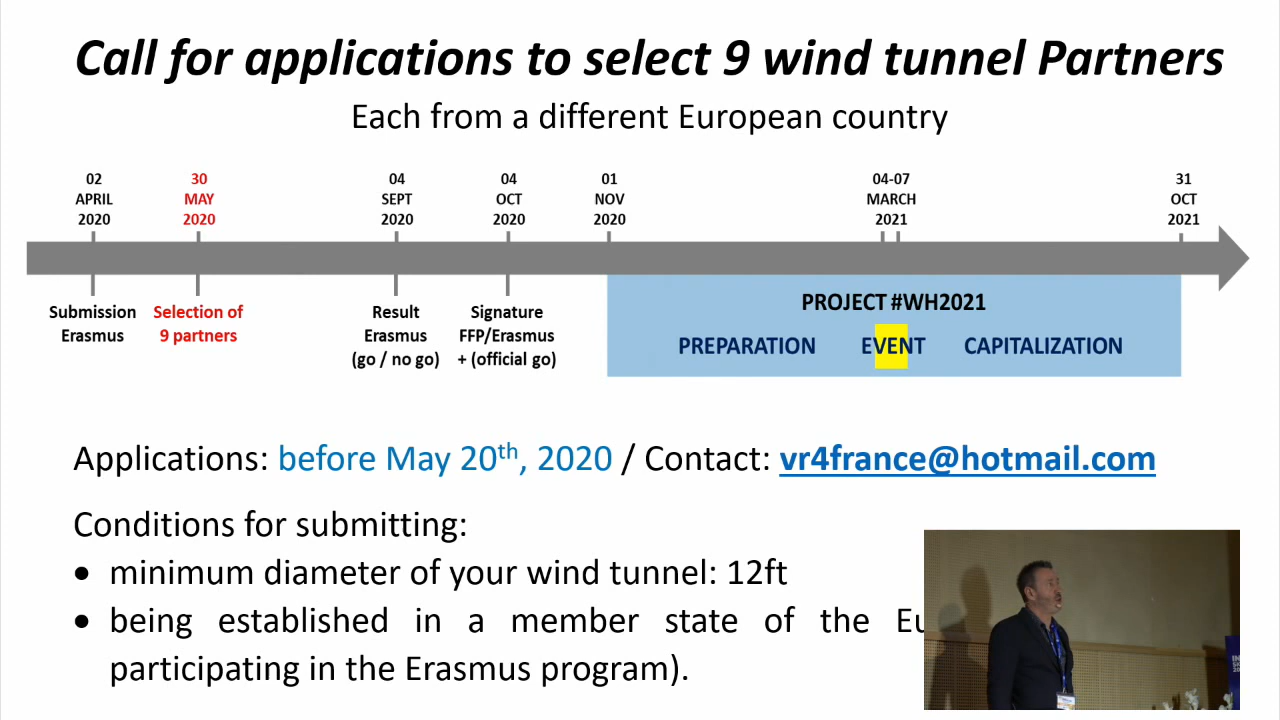 Call for applications to select 9 wind tunnel Partners
Each from a different European country
02 APRIL 2020
30 MAY 2020
04 SEPT 2020
04 OCT 2020
01 NOV 2020
04-07 MARCH 2021
31 OCT 2021
Submission Erasmus
Selection of 9 partners
Result Erasmus (go / no go)
Signature FFP/Erasmus + (official go)
PROJECT #WH2021
PREPARATION EVENT CAPITALIZATION
Applications: before May 20th, 2020 / Contact: vr4france@hotmail.com
Conditions for submitting:
• minimum diameter of your wind tunnel: 12ft
• being established in a member state of the
participating in the Erasmus program).